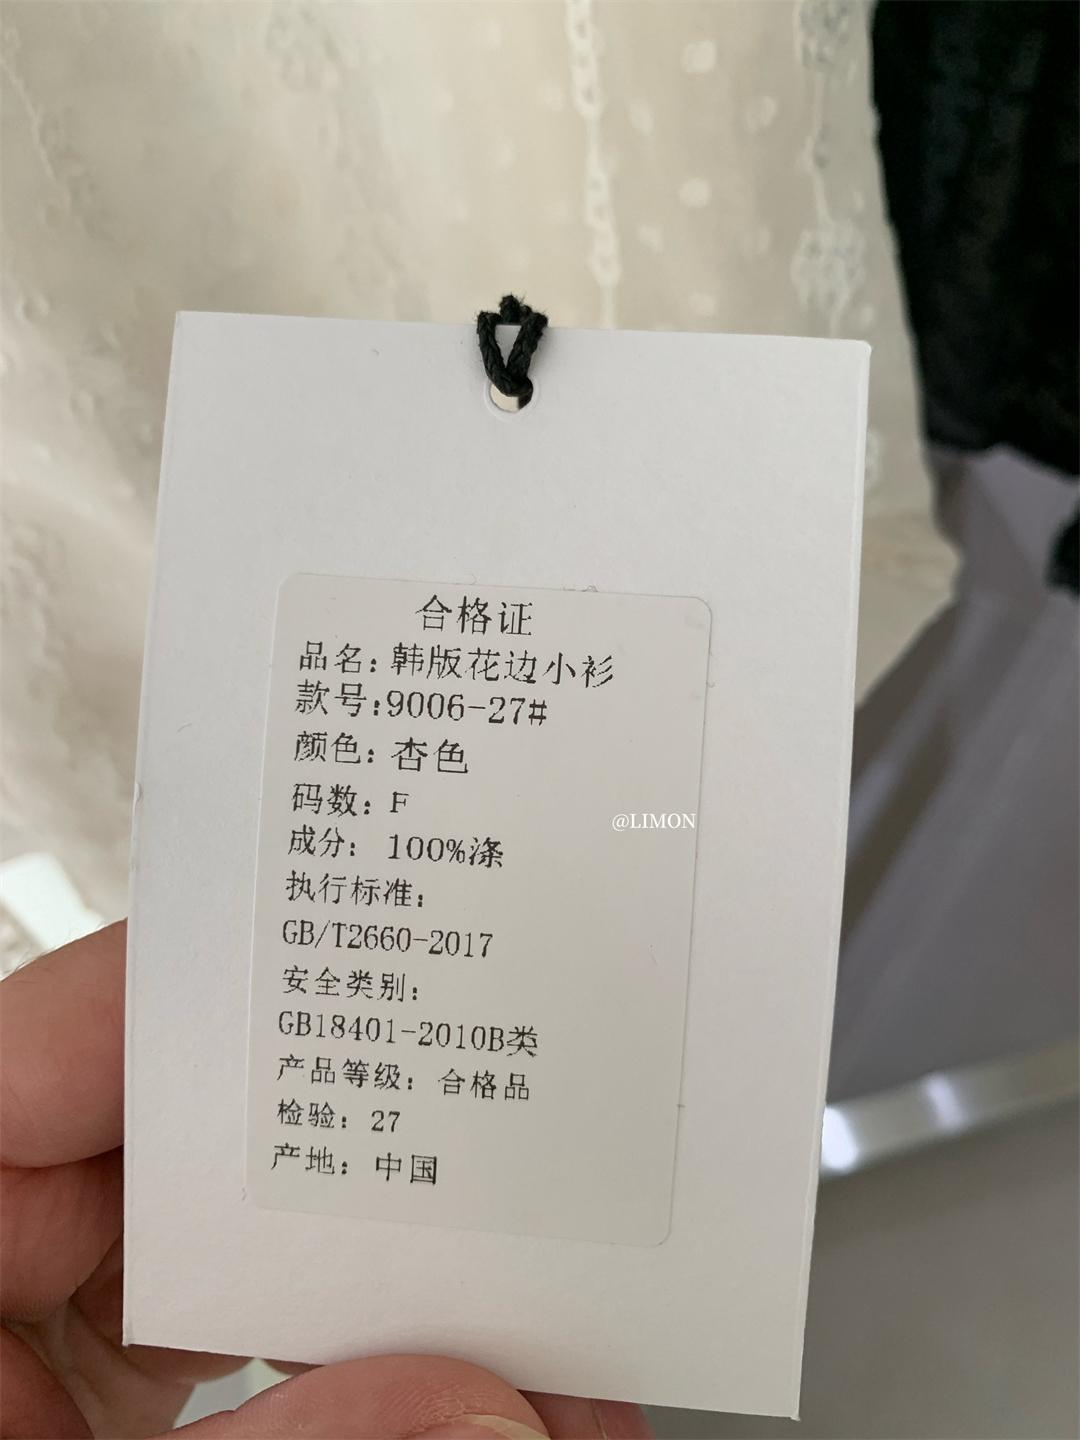 合格证
品名：韩版花边小衫
款号：9006-27#
颜色：杏色
码数：F
成分：100%涤
执行标准：
GB/T2660-2017
安全类别：
GB18401-2010B类
产品等级：合格品
检验：27
产地：中国
@LIMON